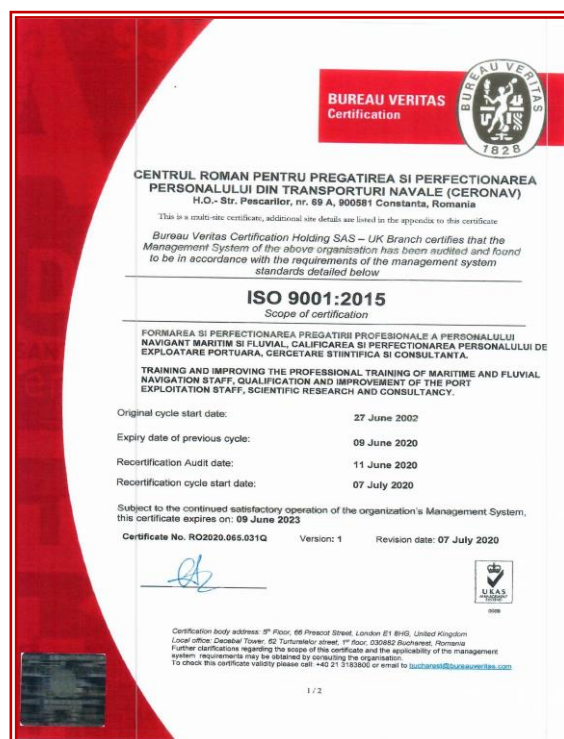 BUREAU VERITAS
Certification
BUREAU VERITAS
1828
CENTRUL ROMAN PENTRU PREGATIREA SI PERFECTIONAREA
PERSONALULUI DIN TRANSPORTURI NAVALE (CERONAV)
H.O.- Str. Pescarilor, nr. 69 A, 900581 Constanta, Romania
This is a multi-site certificate, additional site details are listed in the appendix to this certificate
Bureau Veritas Certification Holding SAS – UK Branch certifies that the
Management System of the above organisation has been audited and found
to be in accordance with the requirements of the management system
standards detailed below
ISO 9001:2015
Scope of certification
FORMAREA SI PERFECTIONAREA PREGATIRII PROFESIONALE A PERSONALULUI
NAVIGANT MARITIM SI FLUVIAL, CALIFICAREA SI PERFECTIONAREA PERSONALULUI DE
EXPLOATARE PORTUARA, CERCETARE STIINTIFICA SI CONSULTANTA.
TRAINING AND IMPROVING THE PROFESSIONAL TRAINING OF MARITIME AND FLUVIAL
NAVIGATION STAFF, QUALIFICATION AND IMPROVEMENT OF THE PORT
EXPLOITATION STAFF, SCIENTIFIC RESEARCH AND CONSULTANCY.
Original cycle start date: 27 June 2002
Expiry date of previous cycle: 09 June 2020
Recertification Audit date: 11 June 2020
Recertification cycle start date: 07 July 2020
Subject to the continued satisfactory operation of the organization's Management System,
this certificate expires on: 09 June 2023
Certificate No. RO2020.065.031Q Version: 1 Revision date: 07 July 2020
UKAS
MANAGEMENT
SYSTEMS
0008
Certification body address: 5th Floor, 66 Prescot Street, London E1 8HG, United Kingdom
Local office: Decebal Tower, 62 Turturelelor street, 1st floor, 030882 Bucharest, Romania
Further clarifications regarding the scope of this certificate and the applicability of the management
system requirements may be obtained by consulting the organisation.
To check this certificate validity please call: +40 21 3183800 or email to bucharest@bureauveritas.com
1 / 2